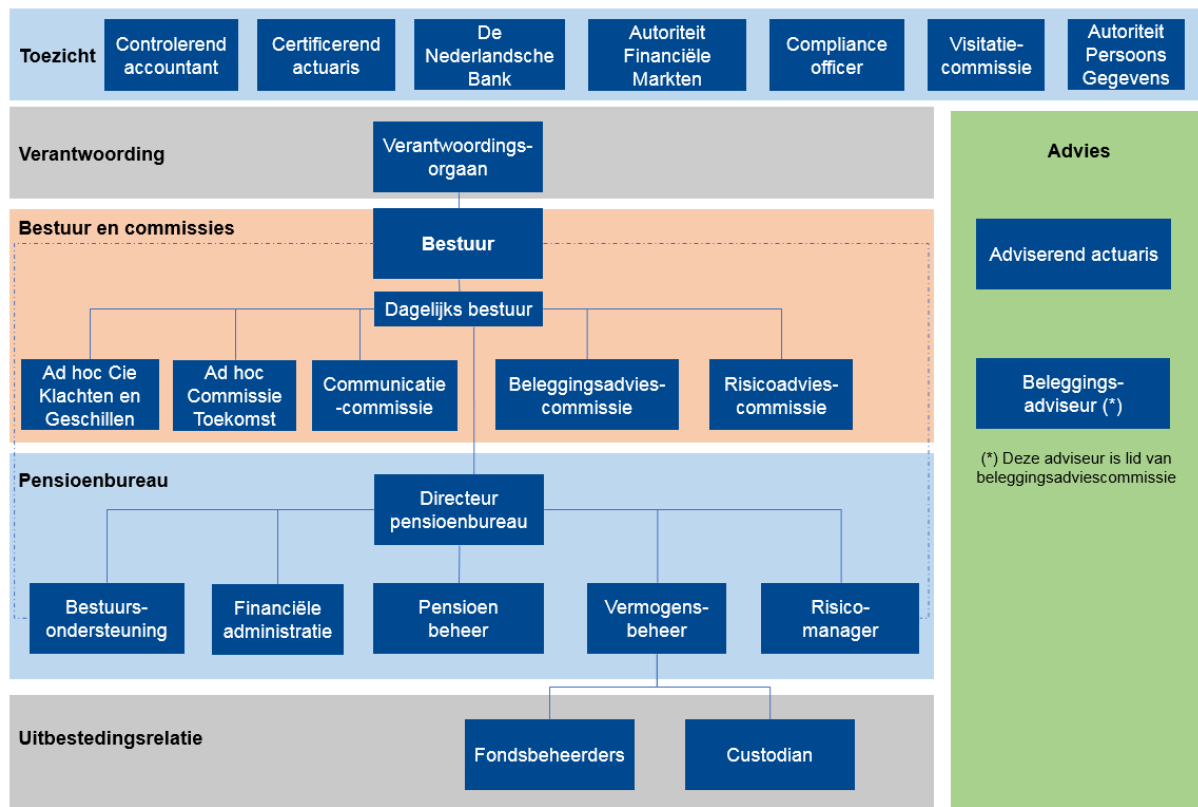 Toezicht
Controlerend
accountant
Certificerend
actuaris
De
Nederlandsche
Bank
Autoriteit
Financiële
Markten
Compliance
officer
Visitatie-
commissie
Autoriteit
Persoons
Gegevens
Verantwoording
Verantwoordings-
orgaan
Bestuur en commissies
Bestuur
Dagelijks bestuur
Ad hoc Cie
Klachten en
Geschillen
Ad hoc
Commissie
Toekomst
Communicatie
-commissie
Beleggingsadvies-
commissie
Risicoadvies-
commissie
Pensioenbureau
Directeur
pensioenbureau
Bestuurs-
ondersteuning
Financiële
administratie
Pensioen
beheer
Vermogens-
beheer
Risico-
manager
Uitbestedingsrelatie
Fondsbeheerders
Custodian
Advies
Adviserend actuaris
Beleggings-
adviseur (*)
(*) Deze adviseur is lid van
beleggingsadviescommissie